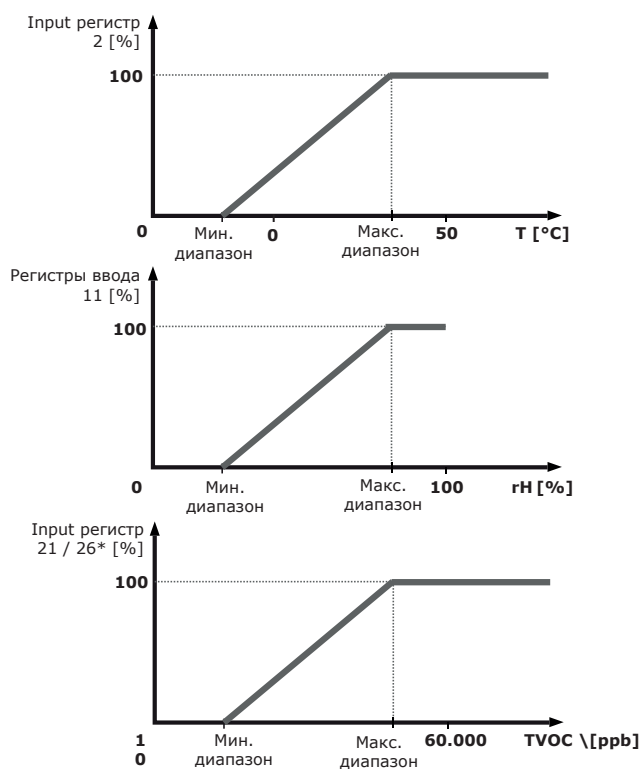 Input регистр
2 [%]
100
0
Мин.
диапазон
0
Макс.
диапазон
50
T [°C]
Регистры ввода
11 [%]
100
0
Мин.
диапазон
Макс.
диапазон
100
rH [%]
Input регистр
21 / 26* [%]
100
1
0
Мин.
диапазон
Макс.
диапазон
60.000
TVOC \[ppb]